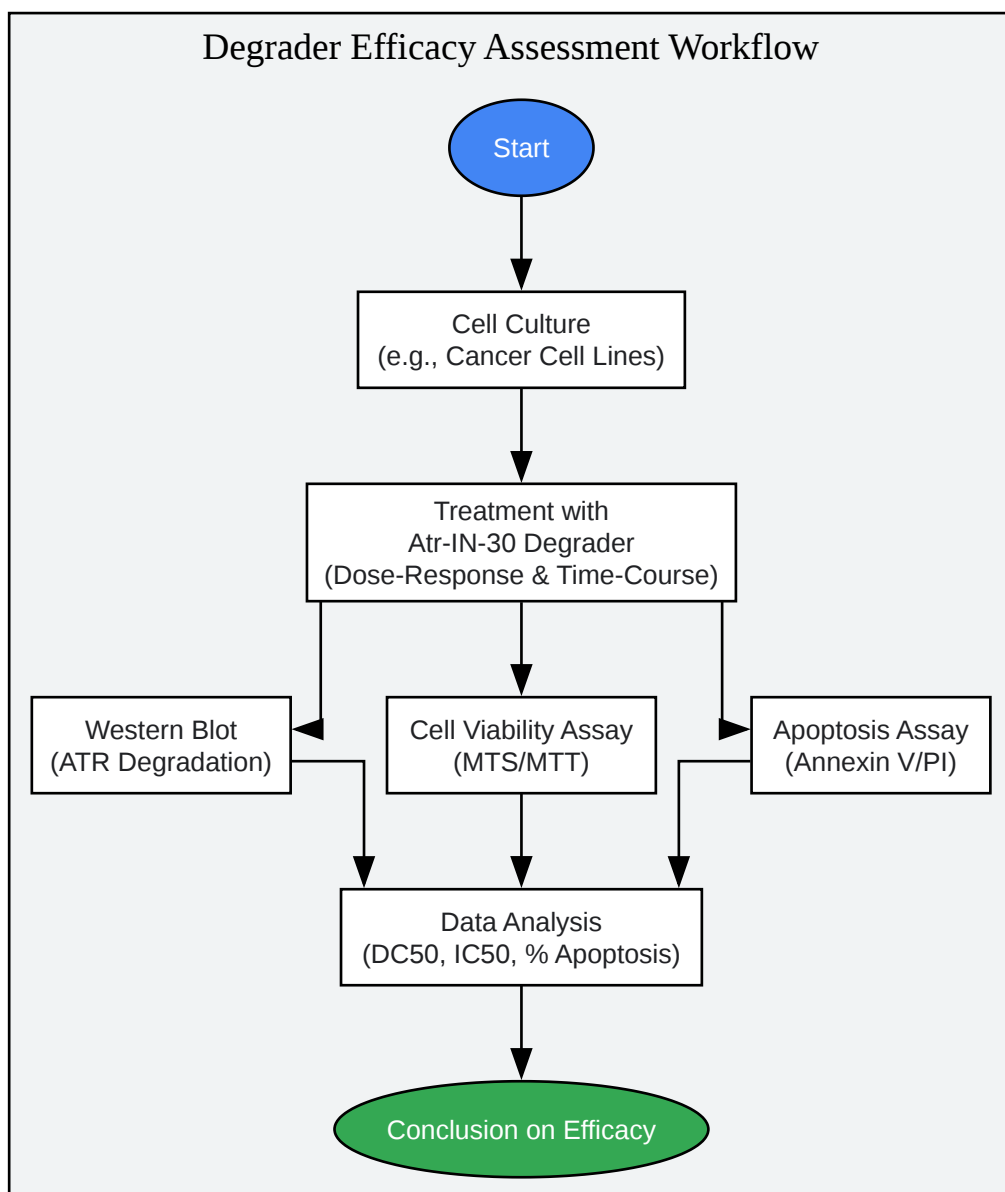 Degrader Efficacy Assessment Workflow
Start
Cell Culture
(e.g., Cancer Cell Lines)
Treatment with
Atr-IN-30 Degrader
(Dose-Response & Time-Course)
Western Blot
(ATR Degradation)
Cell Viability Assay
(MTS/MTT)
Apoptosis Assay
(Annexin V/PI)
Data Analysis
(DC50, IC50, % Apoptosis)
Conclusion on Efficacy